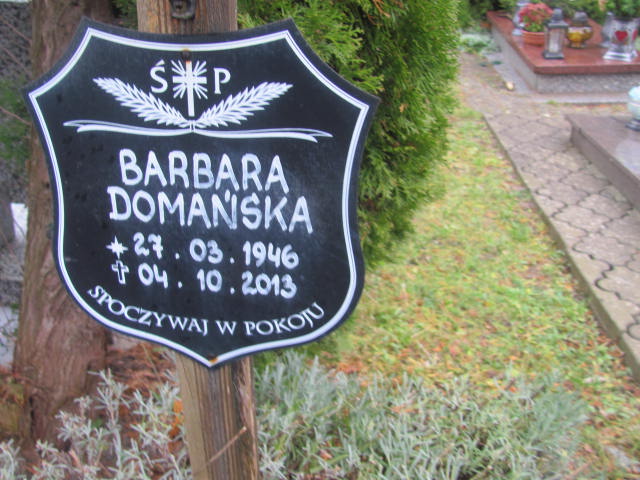 Ś P
BARBARA
DOMAŃSKA
27.03.1946
04.10.2013
SPOCZYWAJ W POKOJU